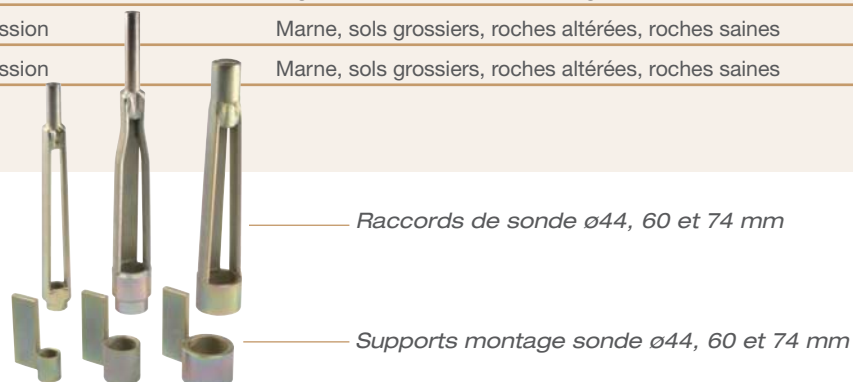 ssion Marne, sols grossiers, roches altérées, roches saines
ssion Marne, sols grossiers, roches altérées, roches saines
Raccords de sonde ø44, 60 et 74 mm
Supports montage sonde ø44, 60 et 74 mm